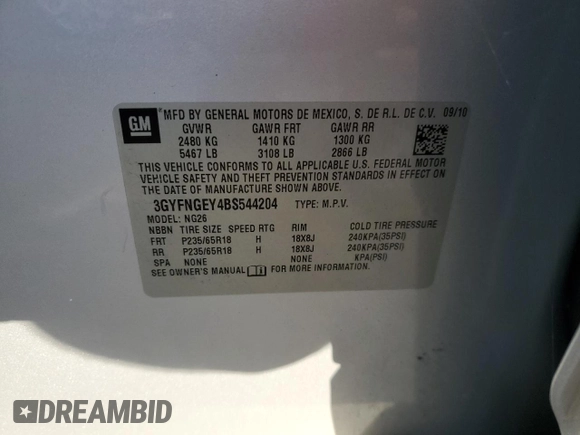 GM
MFD BY GENERAL MOTORS DE MEXICO, S. DE R.L. DE C.V. 09/10
GVWR GAWR FRT GAWR RR
2480 KG 1410 KG 1300 KG
5467 LB 3108 LB 2866 LB
THIS VEHICLE CONFORMS TO ALL APPLICABLE U.S. FEDERAL MOTOR
VEHICLE SAFETY AND THEFT PREVENTION STANDARDS IN EFFECT ON
THE DATE OF MANUFACTURE SHOWN ABOVE.
3GYFNGEY4BS544204 TYPE: M.P.V.
MODEL: NG26
NBBN TIRE SIZE SPEED RTG RIM COLD TIRE PRESSURE
FRT P235/65R18 H 18X8J 240KPA(35PSI)
RR P235/65R18 H 18X8J 240KPA(35PSI)
SPA NONE NONE KPA(PSI)
SEE OWNER'S MANUAL FOR MORE INFORMATION.
DREAMBID